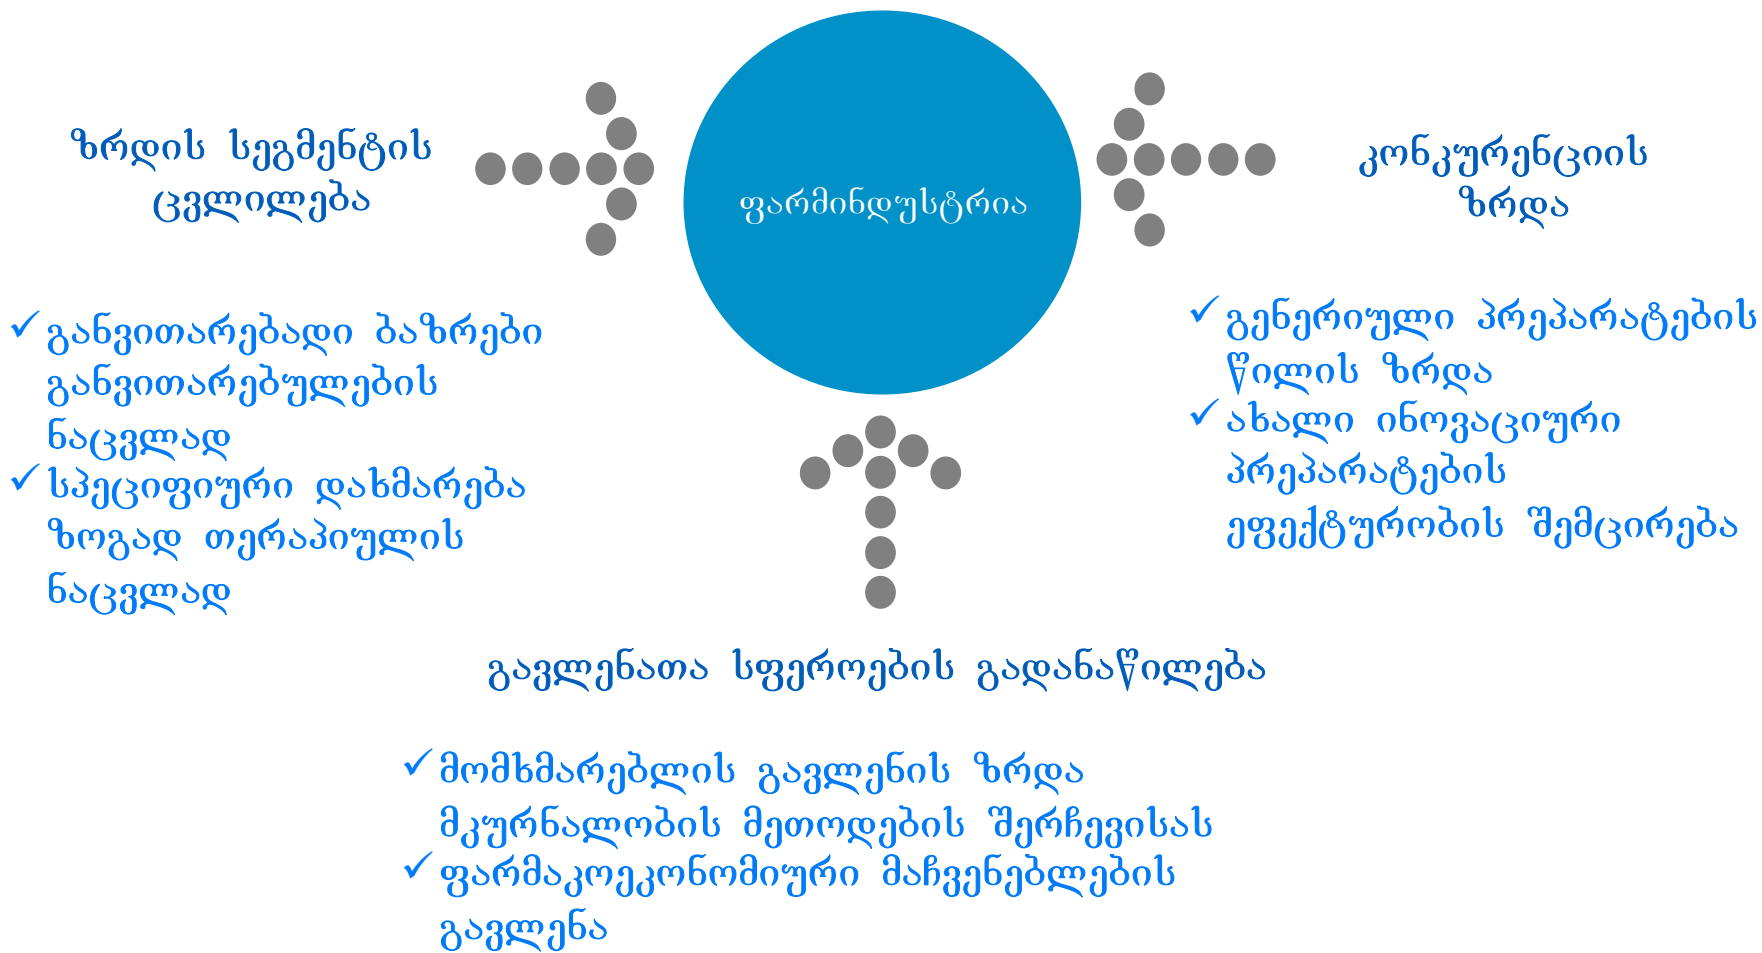 ზრდის სეგმენტის
ცვლილება
განვითარებადი ბაზრები
განვითარებულების
ნაცვლად
სპეციფიური დახმარება
ზოგად თერაპიულის
ნაცვლად
ფარმინდუსტრია
კონკურენციის
ზრდა
გენერიული პრეპარატების
წილის ზრდა
ახალი ინოვაციური
პრეპარატების
ეფექტურობის შემცირება
გავლენათა სფეროების გადანაწილება
მომხმარებლის გავლენის ზრდა
მკურნალობის მეთოდების შერჩევისას
ფარმაკოეკონომიური მაჩვენებლების
გავლენა